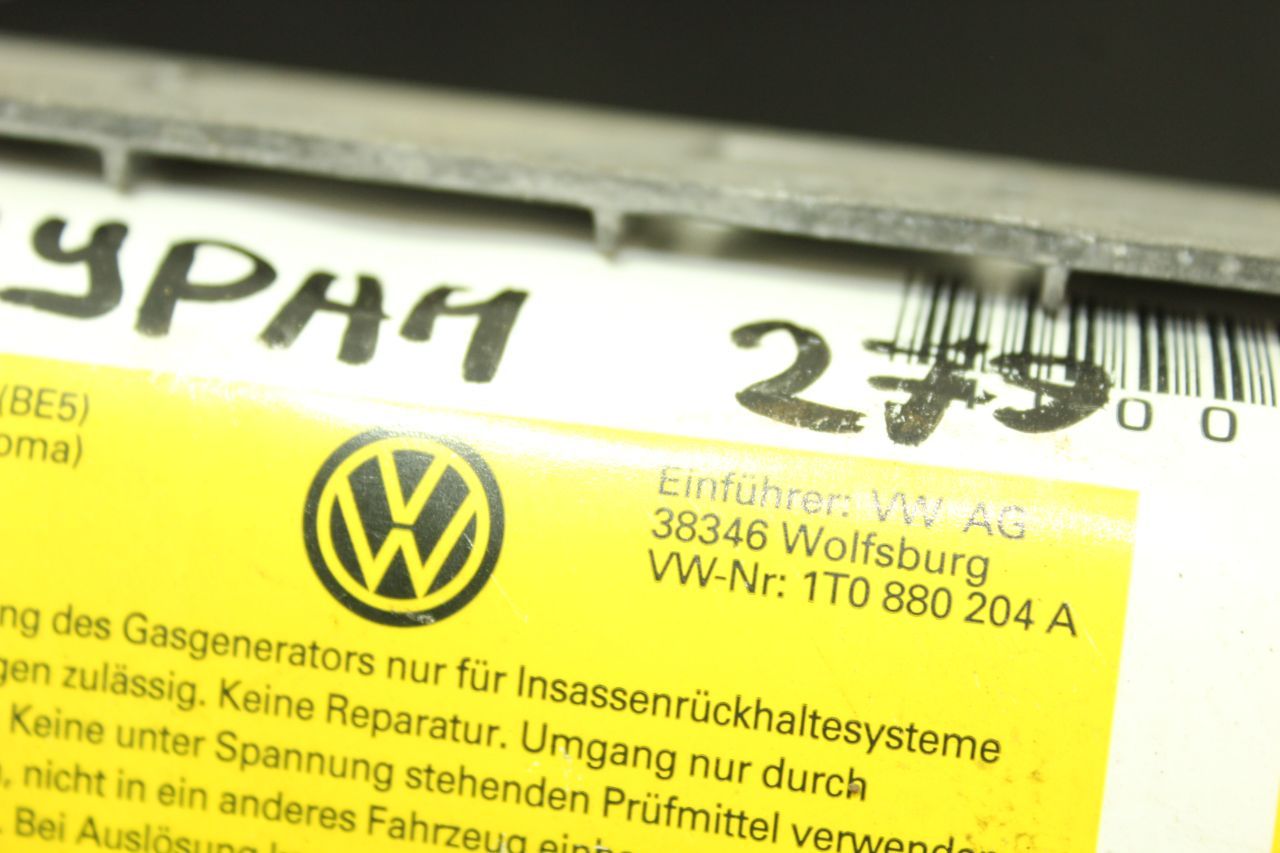 УРАН 279
00
(BE5)
oma)
Einführer: VW AG
38346 Wolfsburg
VW-Nr: 1T0 880 204 A
ng des Gasgenerators nur für Insassenrückhaltesysteme
gen zulässig. Keine Reparatur. Umgang nur durch
Keine unter Spannung stehenden Prüfmittel verwenden
, nicht in ein anderes Fahrzeug
. Bei Auslösung